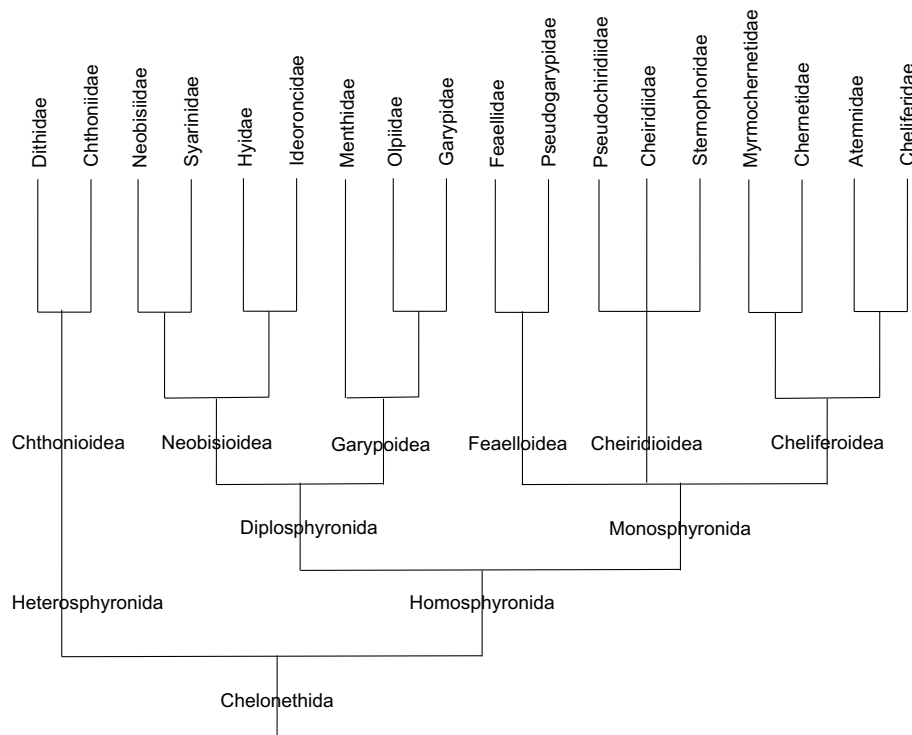 Dithidae
Chthoniidae
Neobisiidae
Syarinidae
Hyidae
Ideoroncidae
Menthidae
Olpiidae
Garypidae
Feaellidae
Pseudogarypidae
Pseudochiridiidae
Cheiridiidae
Sternophoridae
Myrmochernetidae
Chernetidae
Atemnidae
Cheliferidae
Chthonioidea
Neobisioidea
Garypoidea
Feaelloidea
Cheiridioidea
Cheliferoidea
Diplosphyronida
Monosphyronida
Heterosphyronida
Homosphyronida
Chelonethida